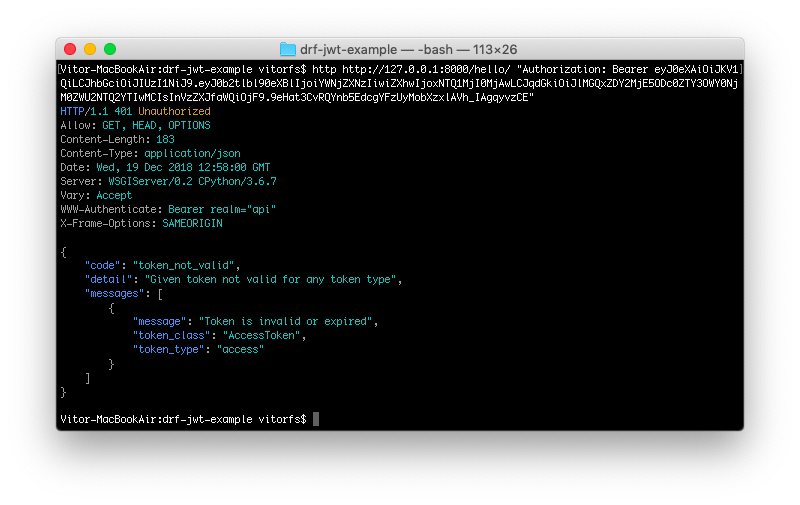 drf-jwt-example — -bash — 113×26
[Vitor-MacBookAir:drf-jwt-example vitorfs$ http http://127.0.0.1:8000/hello/ "Authorization: Bearer eyJ0eXAiOiJKV1]
QiLCJhbGciOiJIUzI1NiJ9.eyJ0b2tlbl90eXBlIjoiYWNjZXNzIiwiZXhwIjoxNTQ1MjI0MjAwLCJqdGkiOiJlMGQxZDY2MjE5ODc0ZTY3OWY0Nj
M0ZWU2NTQ2YTIwMCIsInVzZXJfaWQiOjF9.9eHat3CvRQYnb5EdcgYFzUyMobXzxlAVh_IAgqyvzCE"
HTTP/1.1 401 Unauthorized
Allow: GET, HEAD, OPTIONS
Content-Length: 183
Content-Type: application/json
Date: Wed, 19 Dec 2018 12:58:00 GMT
Server: WSGIServer/0.2 CPython/3.6.7
Vary: Accept
WWW-Authenticate: Bearer realm="api"
X-Frame-Options: SAMEORIGIN
{
"code": "token_not_valid",
"detail": "Given token not valid for any token type",
"messages": [
{
"message": "Token is invalid or expired",
"token_class": "AccessToken",
"token_type": "access"
}
]
}
Vitor-MacBookAir:drf-jwt-example vitorfs$